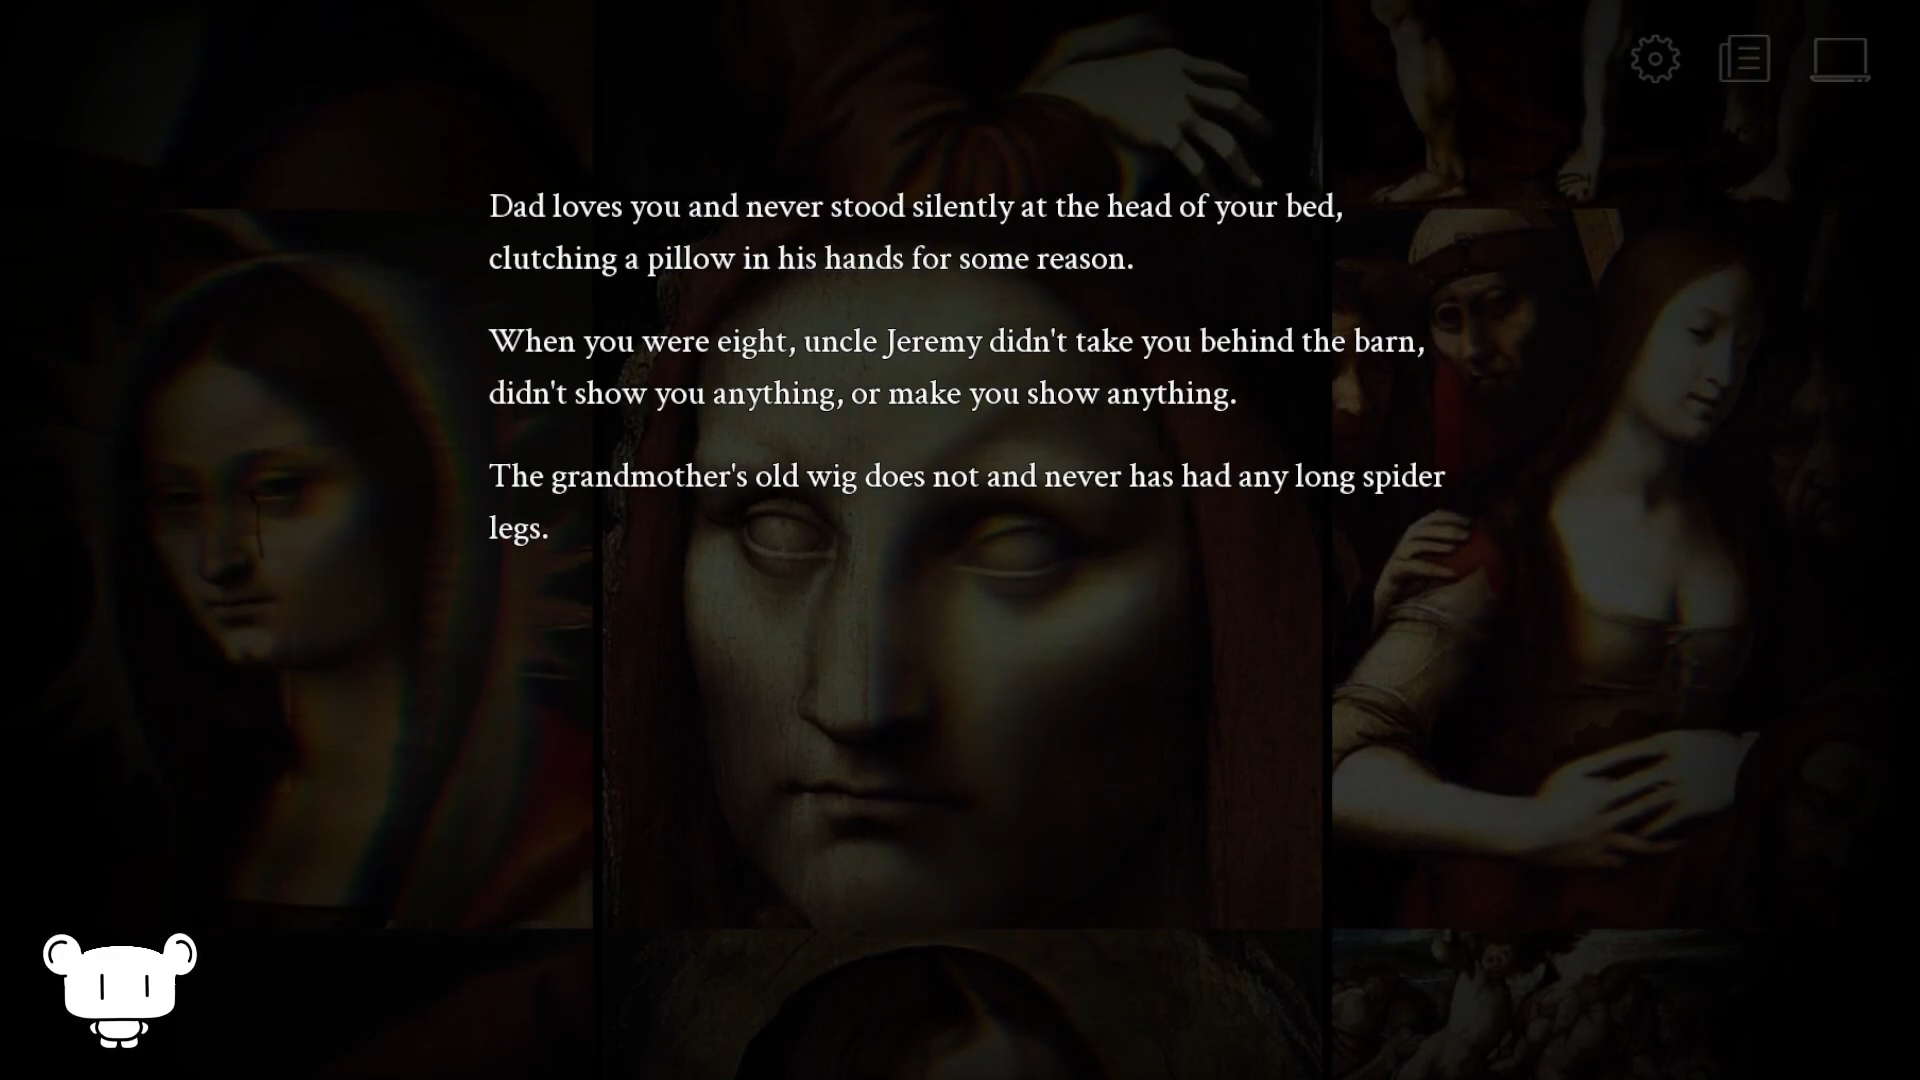 Dad loves you and never stood silently at the head of your bed,
clutching a pillow in his hands for some reason.
When you were eight, uncle Jeremy didn't take you behind the barn,
didn't show you anything, or make you show anything.
The grandmother's old wig does not and never has had any long spider
legs.